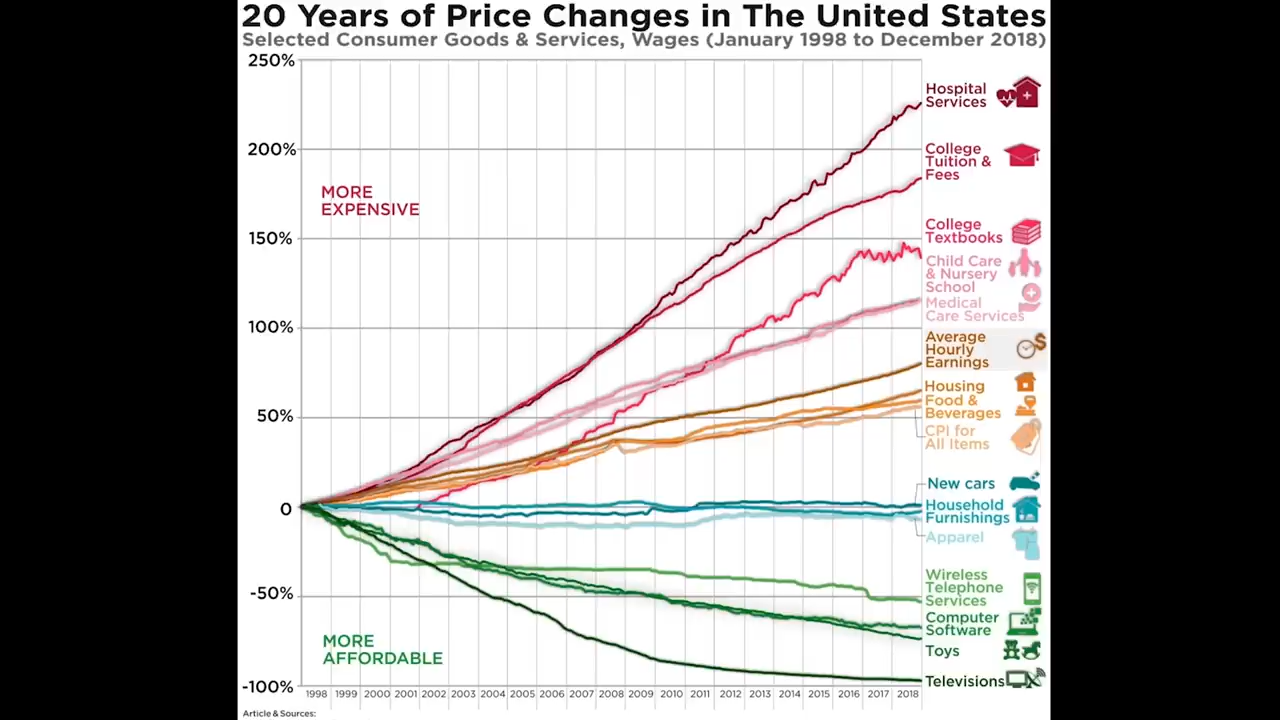 20 Years of Price Changes in The United States
Selected Consumer Goods & Services, Wages (January 1998 to December 2018)
250%
200%
150%
100%
50%
0
-50%
-100%
MORE
EXPENSIVE
MORE
AFFORDABLE
Hospital
Services
College
Tuition &
Fees
College
Textbooks
Child Care
& Nursery
School
Medical
Care Services
Average
Hourly
Earnings
$
Housing
Food &
Beverages
CPI for
All Items
New cars
Household
Furnishings
Apparel
Wireless
Telephone
Services
Computer
Software
Toys
Televisions
1998 1999 2000 2001 2002 2003 2004 2005 2006 2007 2008 2009 2010 2011 2012 2013 2014 2015 2016 2017 2018
Article & Sources: